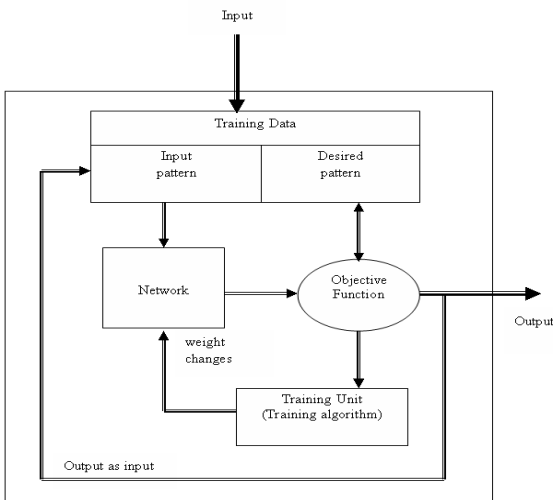 Input
Training Data
Input
pattern
Desired
pattern
Network
Objective
Function
Output
weight
changes
Training Unit
(Training algorithm)
Output as input